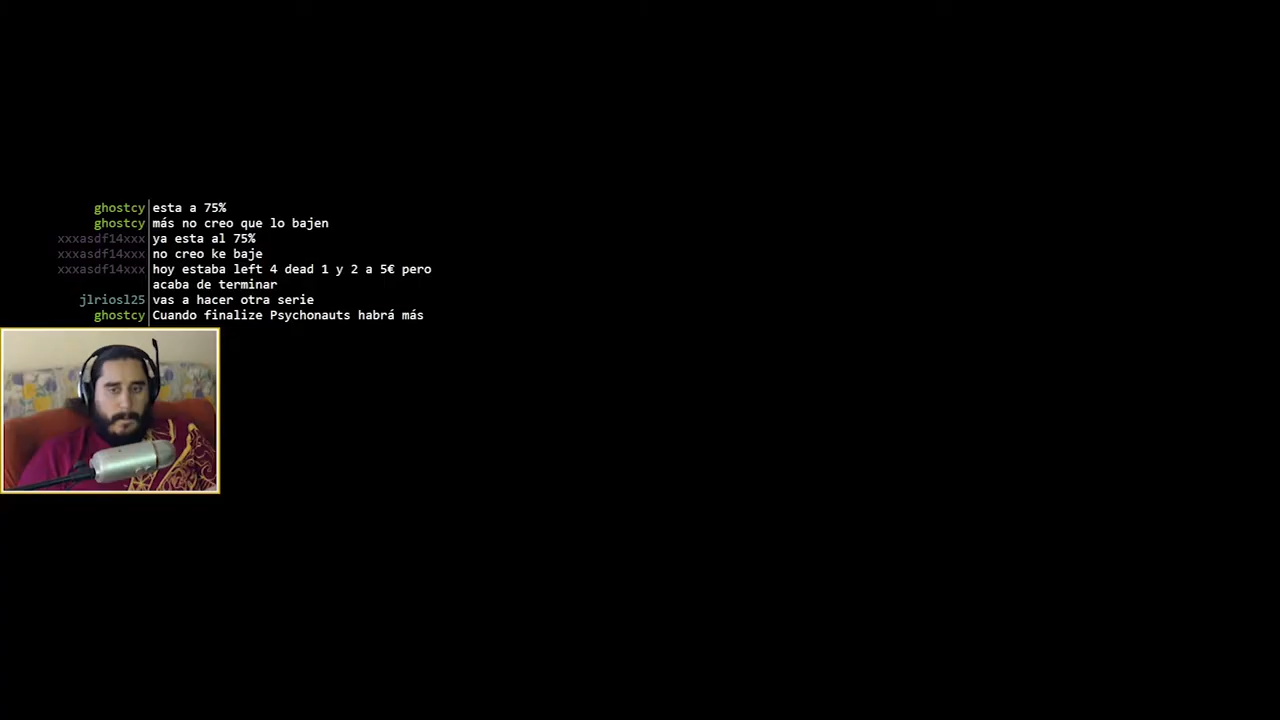 ghostcy esta a 75%
ghostcy más no creo que lo bajen
xxxasdf14xxx ya esta al 75%
xxxasdf14xxx no creo ke baje
xxxasdf14xxx hoy estaba left 4 dead 1 y 2 a 5€ pero
acaba de terminar
jlriosl25 vas a hacer otra serie
ghostcy Cuando finalize Psychonauts habrá más